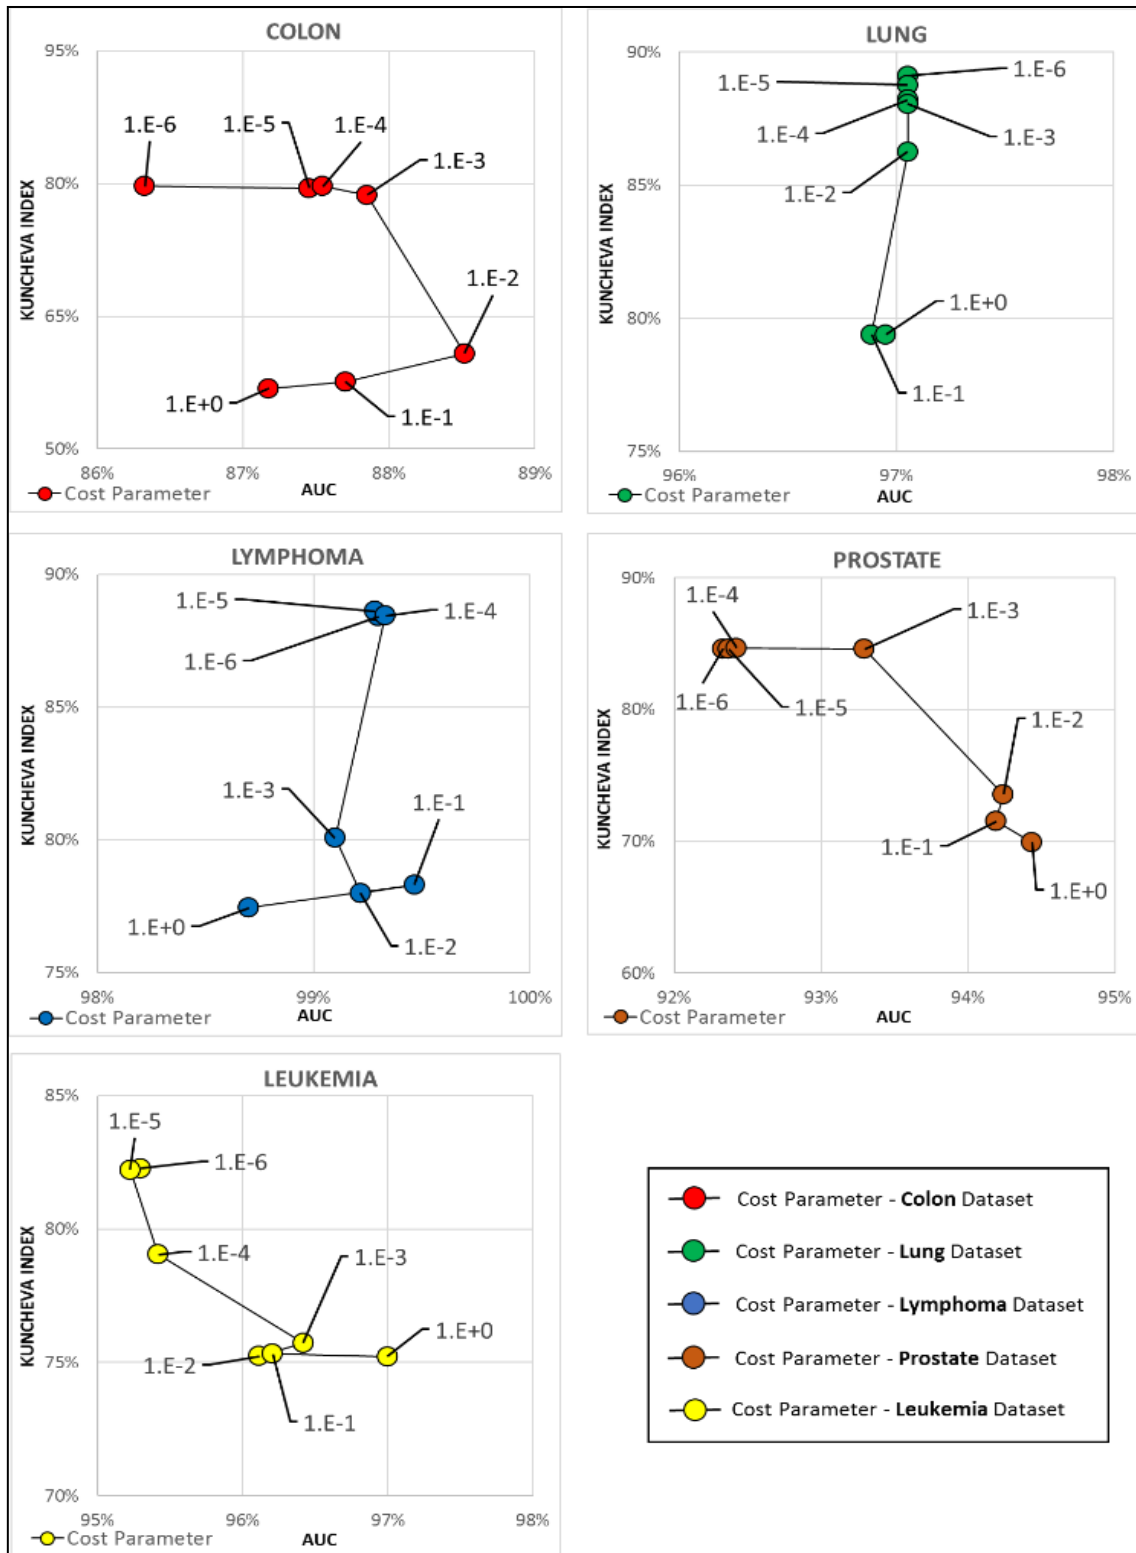 COLON
95%
80%
65%
50%
KUNCHEVA INDEX
1.E-6
1.E-5
1.E-4
1.E-3
1.E-2
1.E-1
1.E+0
86%
87%
88%
89%
AUC
Cost Parameter
LUNG
90%
85%
80%
75%
KUNCHEVA INDEX
1.E-6
1.E-5
1.E-4
1.E-3
1.E-2
1.E+0
1.E-1
96%
97%
98%
AUC
Cost Parameter
LYMPHOMA
90%
85%
80%
75%
KUNCHEVA INDEX
1.E-5
1.E-4
1.E-6
1.E-3
1.E-1
1.E+0
1.E-2
98%
99%
100%
AUC
Cost Parameter
PROSTATE
90%
80%
70%
60%
KUNCHEVA INDEX
1.E-4
1.E-3
1.E-6
1.E-5
1.E-2
1.E-1
1.E+0
92%
93%
94%
95%
AUC
Cost Parameter
LEUKEMIA
85%
80%
75%
70%
KUNCHEVA INDEX
1.E-5
1.E-6
1.E-4
1.E-3
1.E+0
1.E-2
1.E-1
95%
96%
97%
98%
AUC
Cost Parameter
Cost Parameter - Colon Dataset
Cost Parameter - Lung Dataset
Cost Parameter - Lymphoma Dataset
Cost Parameter - Prostate Dataset
Cost Parameter - Leukemia Dataset